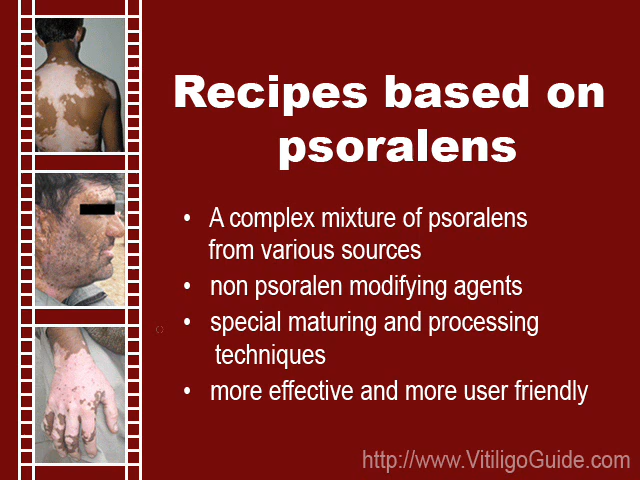 Recipes based on
psoralens
• A complex mixture of psoralens
from various sources
• non psoralen modifying agents
• special maturing and processing
techniques
• more effective and more user friendly
http://www.VitiligoGuide.com